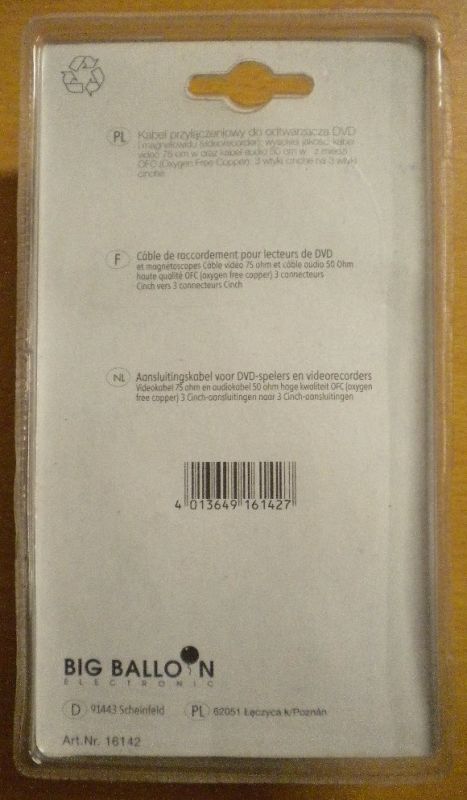 PL Kabel przyłączeniowy do odtwarzacza DVD
i magnetowidu (videorecorder); wysokiej jakości kabel
video 75 om w oraz kabel audio 50 om w z miedzi
OFC (Oxygen Free Copper); 3 wtyki cinche na 3 wtyki
cinche
F Câble de raccordement pour lecteurs de DVD
et magnétoscopes Câble vidéo 75 ohm et câble audio 50 Ohm
haute qualité OFC (oxygen free copper) 3 connecteurs
Cinch vers 3 connecteurs Cinch
NL Aansluitingskabel voor DVD-spelers en videorecorders
Videokabel 75 ohm en audiokabel 50 ohm hoge kwaliteit OFC (oxygen
free copper) 3 Cinch-aansluitingen naar 3 Cinch-aansluitingen
4 013649 161427
BIG BALLOON
ELECTRONIC
D 91443 Scheinfeld PL 62051 Łęczyca k/Poznań
Art.Nr. 16142